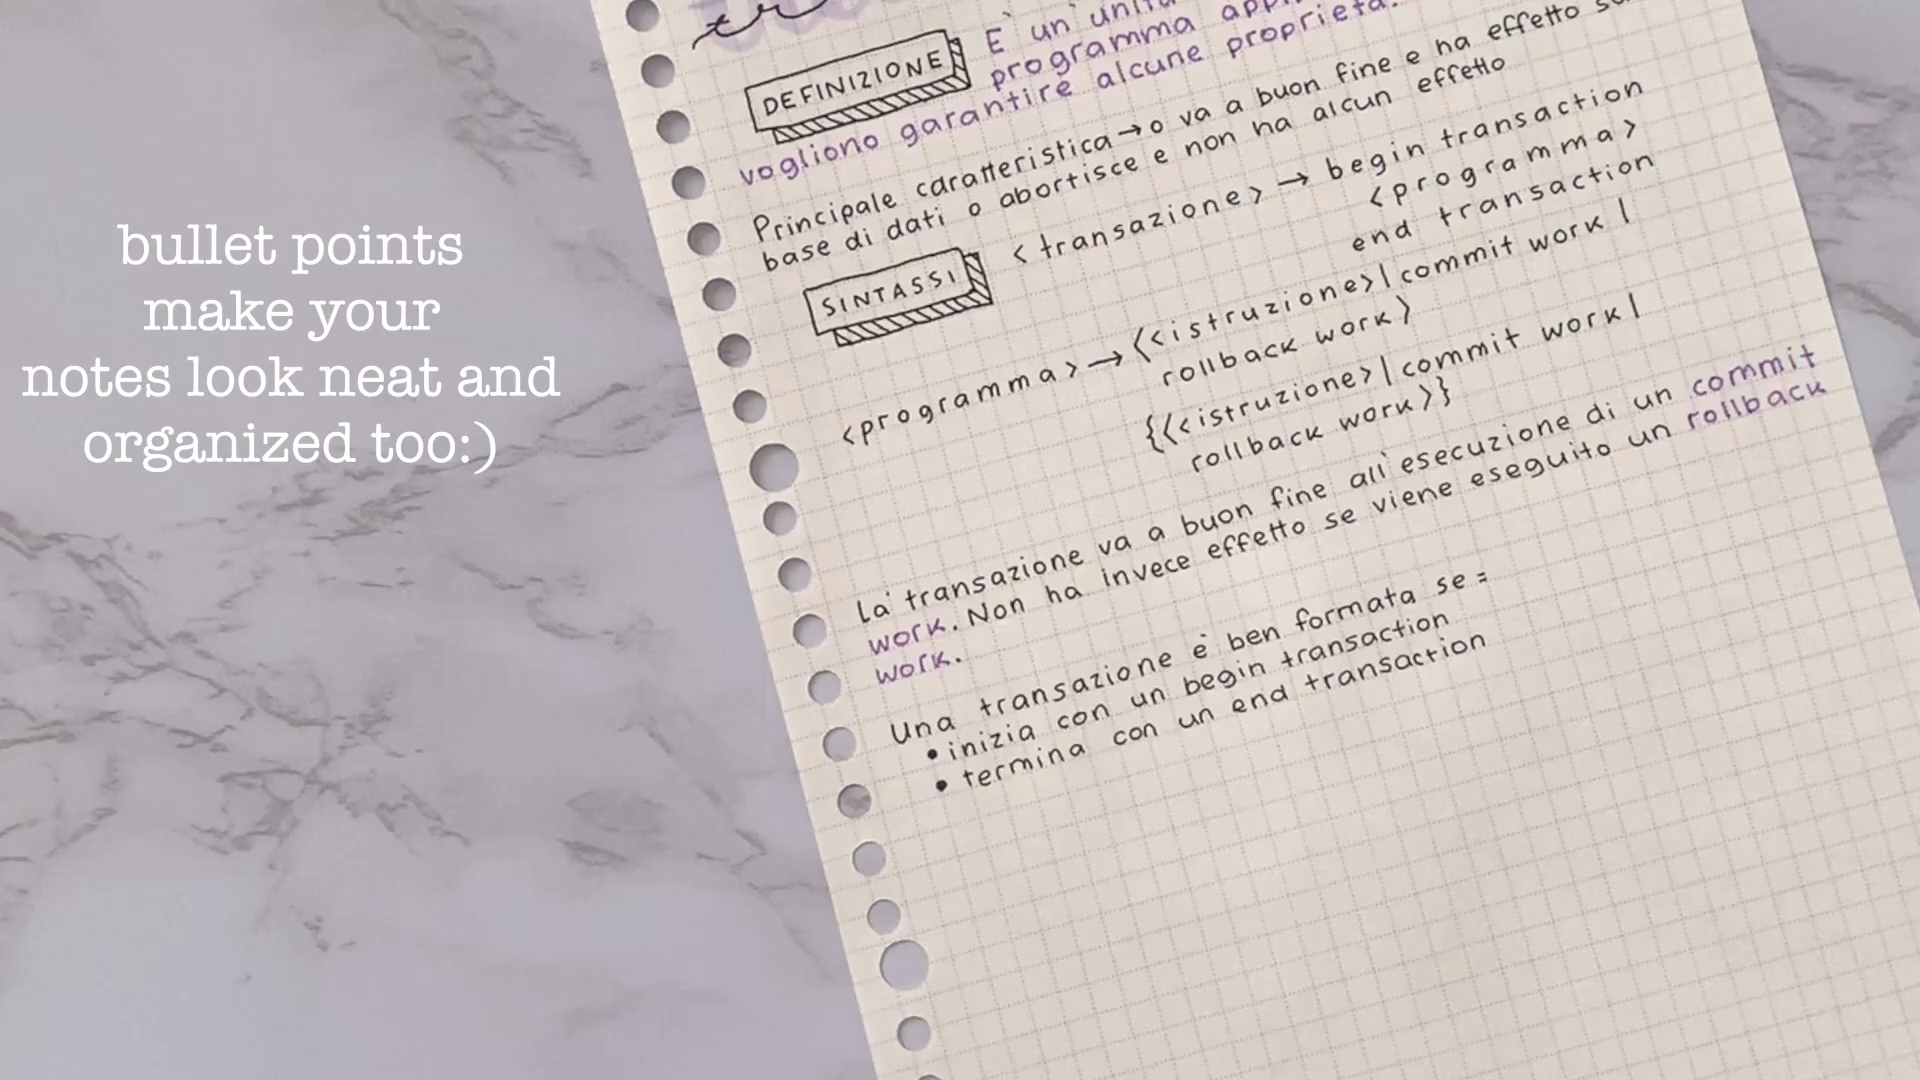 bullet points
make your
notes look neat and
organized too:)
DEFINIZIONE
È un unità
programma
vogliono garantire alcune proprietà.
Principale caratteristica→o va a buon fine e ha effetto
base di dati o abortisce e non ha alcun effetto
SINTASSI
<transazione> → begin transaction
<programma>
end transaction
<programma> → (<istruzione>|commit work |
rollback work)
{(<istruzione>|commit work|
rollback work)}
La transazione va a buon fine all'esecuzione di un commit
work. Non ha invece effetto se viene eseguito un rollback
work.
Una transazione è ben formata se:
• inizia con un begin transaction
• termina con un end transaction